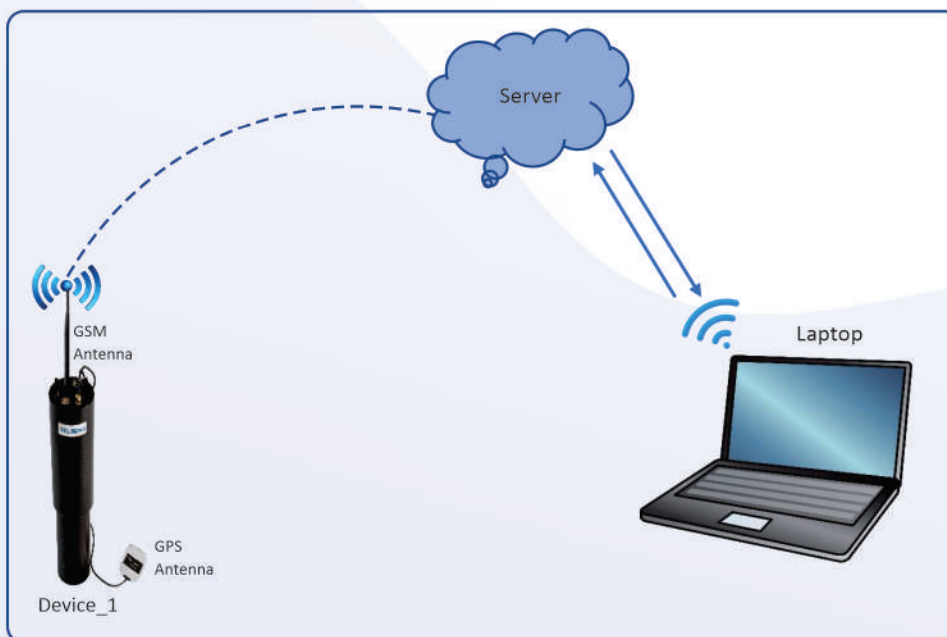 Server
GSM
Antenna
Laptop
GPS
Antenna
Device_1